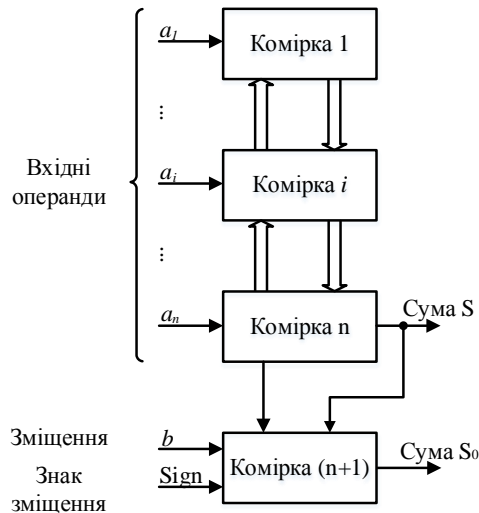 a₁
Комірка 1
...
Вхідні
операнди
aᵢ
Комірка i
...
aₙ
Комірка n
Сума S
Зміщення
b
Знак
зміщення
Sign
Комірка (n+1)
Сума S₀